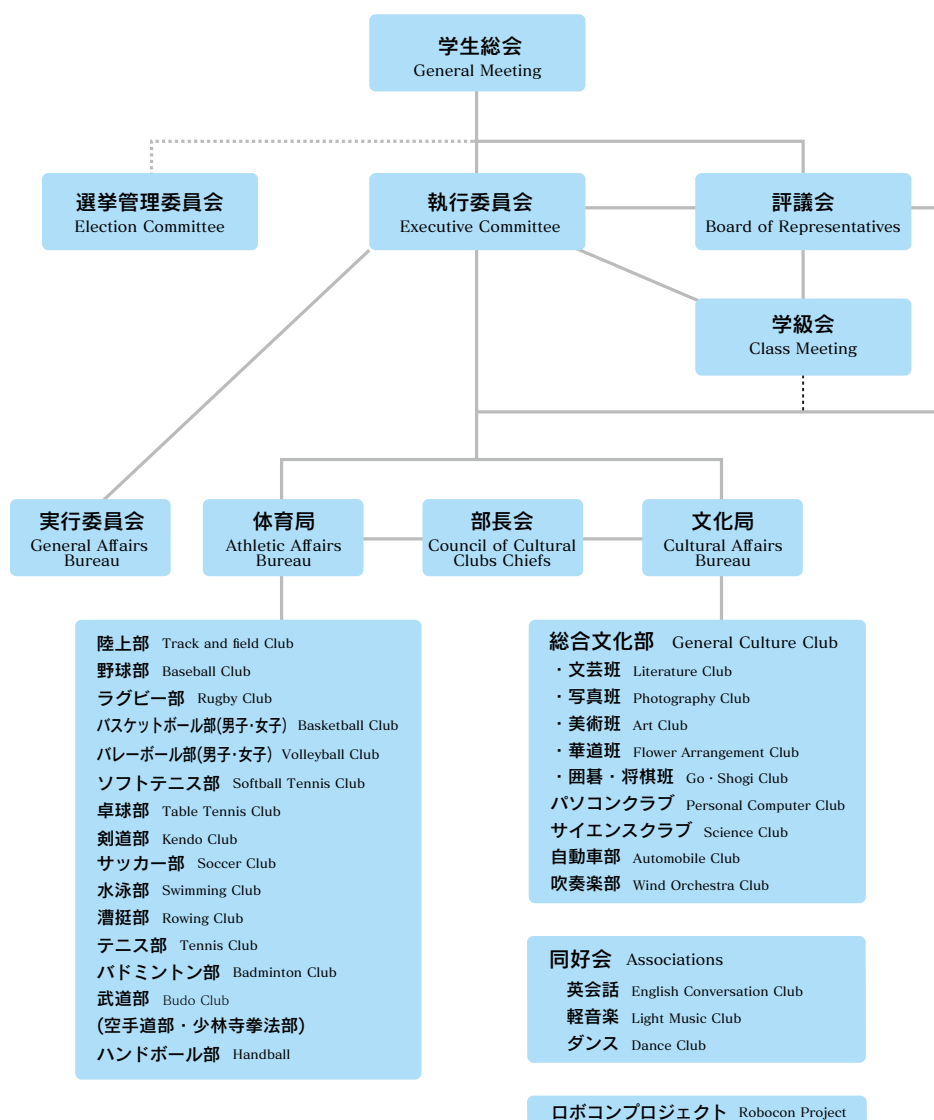 学生総会
General Meeting
選挙管理委員会
Election Committee
執行委員会
Executive Committee
評議会
Board of Representatives
学級会
Class Meeting
実行委員会
General Affairs
Bureau
体育局
Athletic Affairs
Bureau
部長会
Council of Cultural
Clubs Chiefs
文化局
Cultural Affairs
Bureau
陸上部 Track and field Club
野球部 Baseball Club
ラグビー部 Rugby Club
バスケットボール部(男子・女子) Basketball Club
バレーボール部(男子・女子) Volleyball Club
ソフトテニス部 Softball Tennis Club
卓球部 Table Tennis Club
剣道部 Kendo Club
サッカー部 Soccer Club
水泳部 Swimming Club
漕挺部 Rowing Club
テニス部 Tennis Club
バドミントン部 Badminton Club
武道部 Budo Club
(空手道部・少林寺拳法部)
ハンドボール部 Handball
総合文化部 General Culture Club
・文芸班 Literature Club
・写真班 Photography Club
・美術班 Art Club
・華道班 Flower Arrangement Club
・囲碁・将棋班 Go・Shogi Club
パソコンクラブ Personal Computer Club
サイエンスクラブ Science Club
自動車部 Automobile Club
吹奏楽部 Wind Orchestra Club
同好会 Associations
英会話 English Conversation Club
軽音楽 Light Music Club
ダンス Dance Club
ロボコンプロジェクト Robocon Project